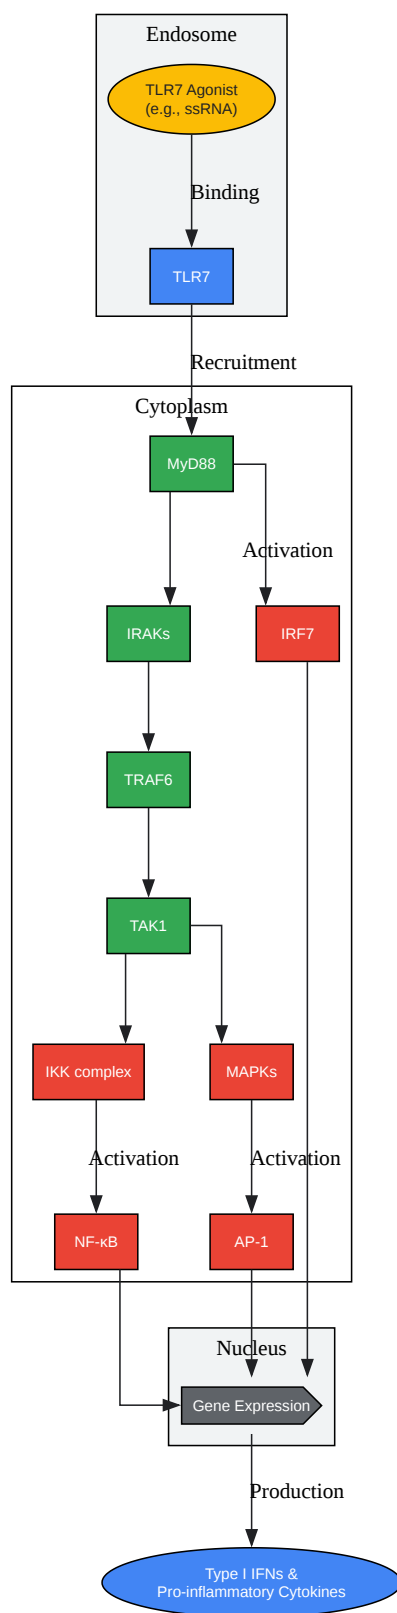 Endosome
TLR7 Agonist
(e.g., ssRNA)
Binding
TLR7
Recruitment
Cytoplasm
MyD88
Activation
IRAKs
IRF7
TRAF6
TAK1
IKK complex
MAPKs
Activation
Activation
NF-κB
AP-1
Nucleus
Gene Expression
Production
Type I IFNs &
Pro-inflammatory Cytokines